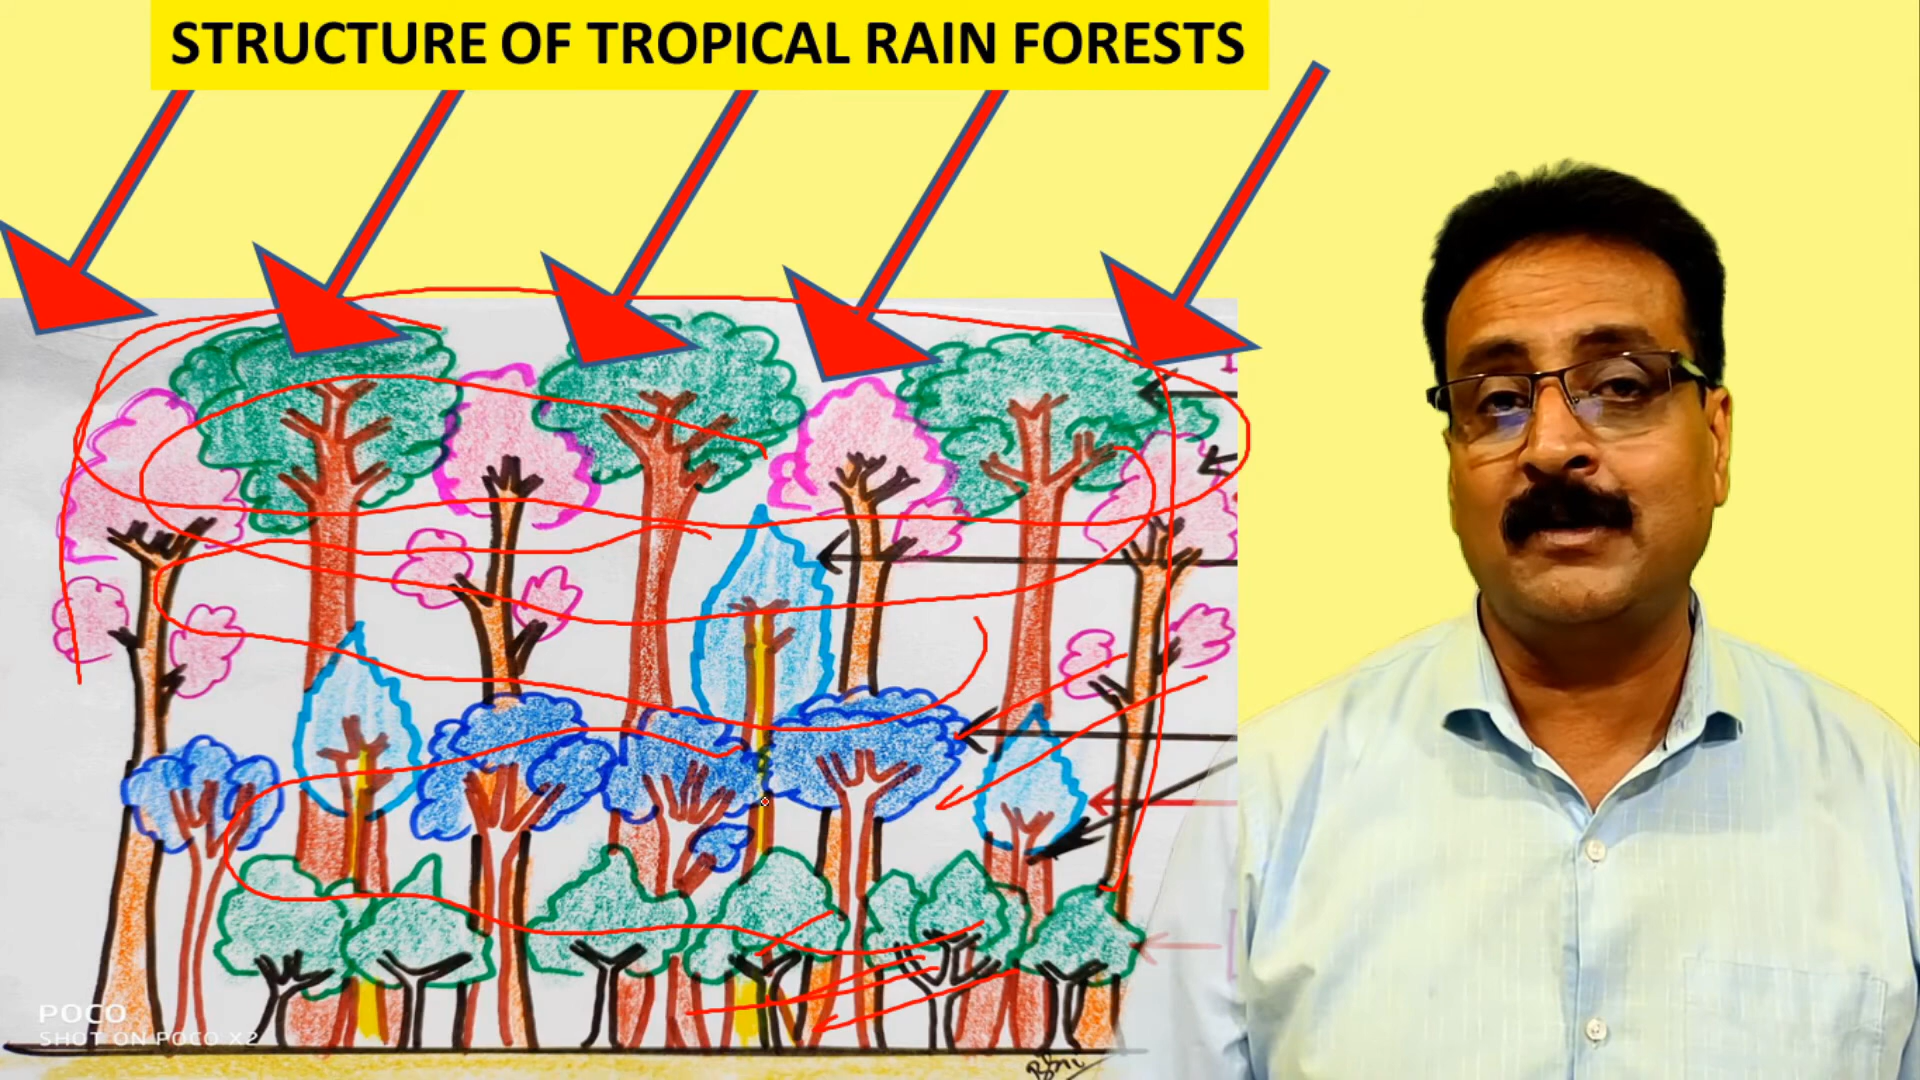 STRUCTURE OF TROPICAL RAIN FORESTS
POCO
SHOT ON POCO X2